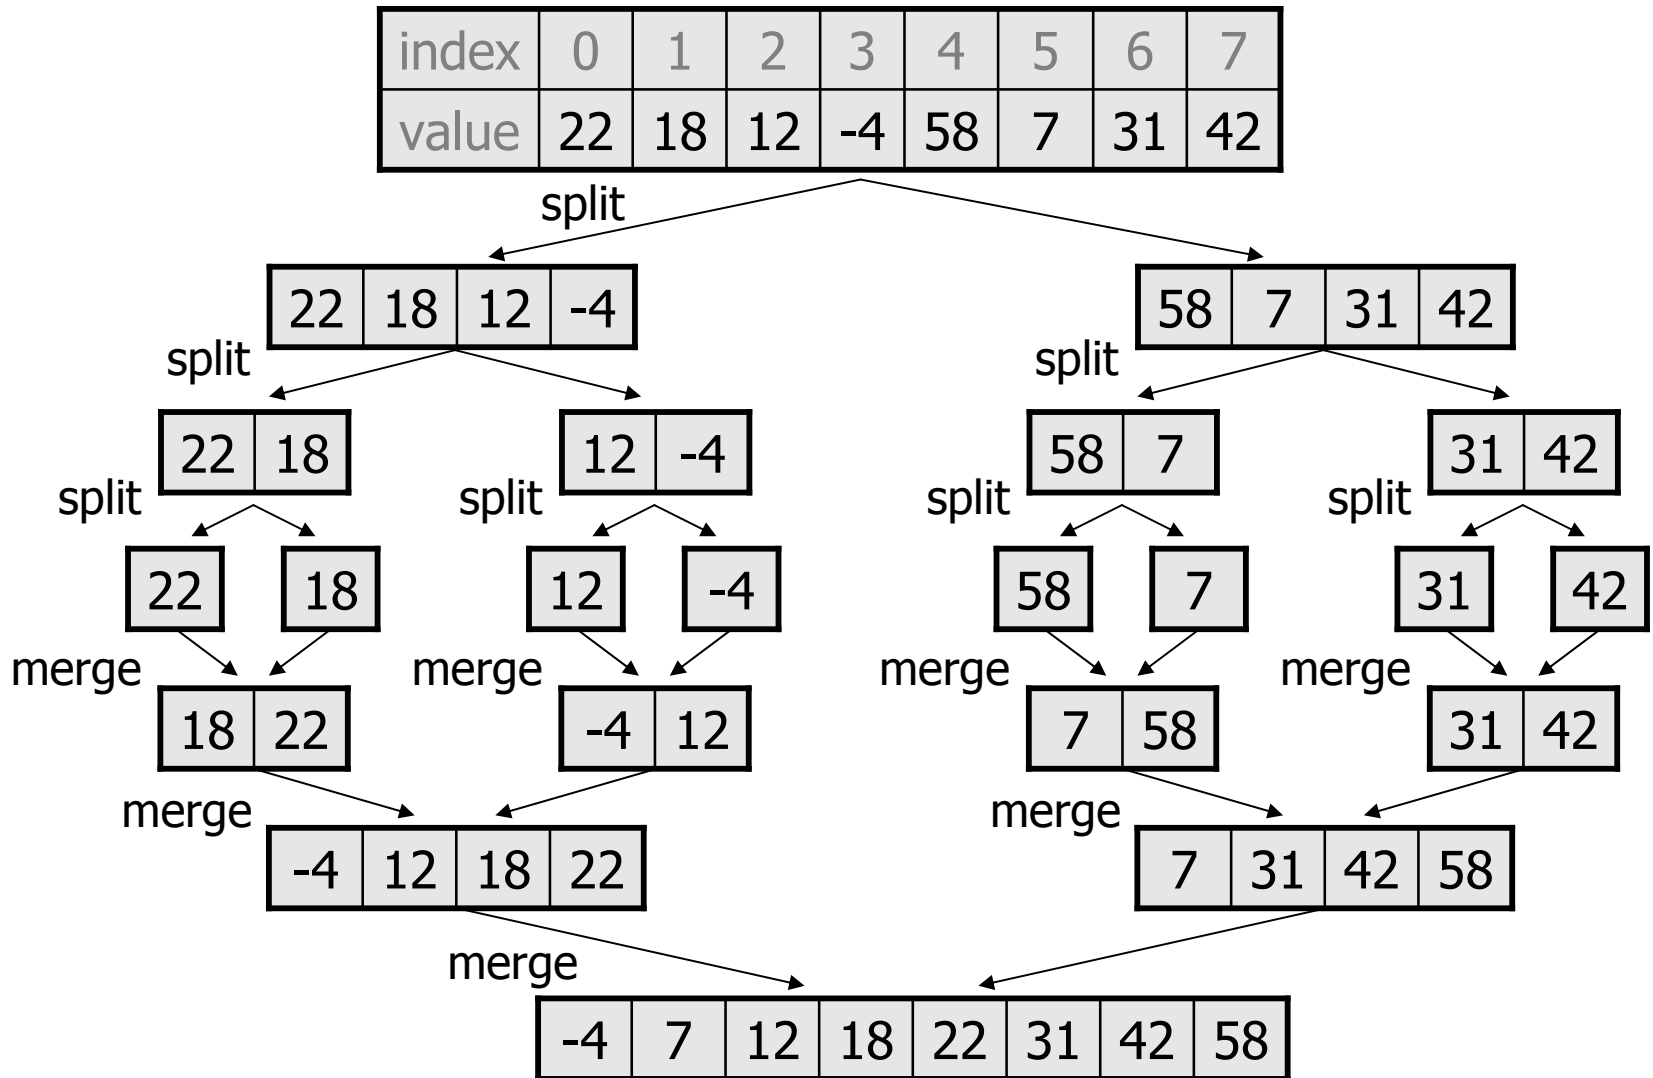 index 0 1 2 3 4 5 6 7
value 22 18 12 -4 58 7 31 42
split
22 18 12 -4 58 7 31 42
split split
22 18 12 -4 58 7 31 42
split split split split
22 18 12 -4 58 7 31 42
merge merge merge merge
18 22 -4 12 7 58 31 42
merge merge
-4 12 18 22 7 31 42 58
merge
-4 7 12 18 22 31 42 58